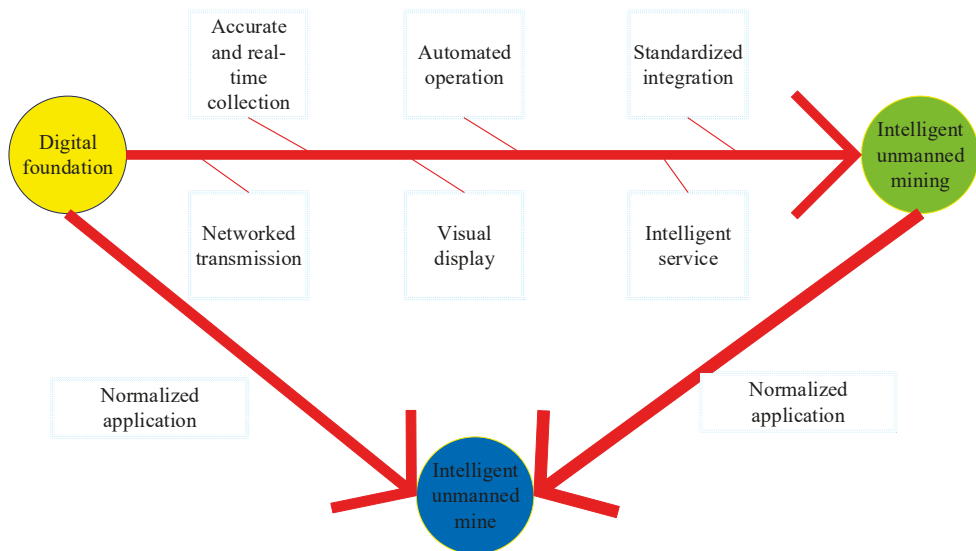 Accurate
and real-
time
collection
Automated
operation
Standardized
integration
Digital
foundation
Intelligent
unmanned
mining
Networked
transmission
Visual
display
Intelligent
service
Normalized
application
Normalized
application
Intelligent
unmanned
mine